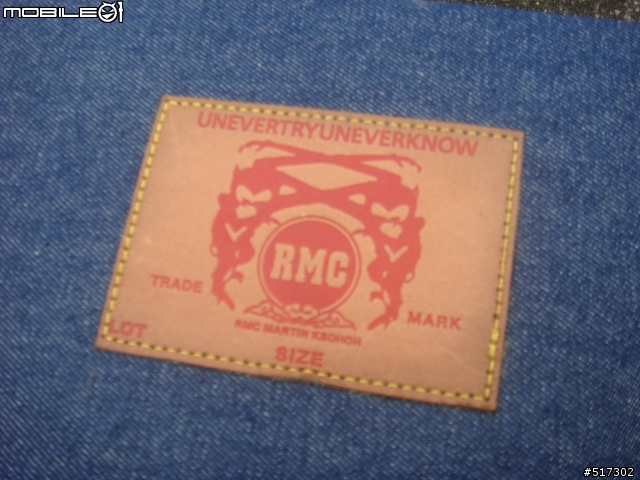 MOBILE01
UNEVERTRYUNEVERKNOW
RMC
TRADE MARK
RMC MARTIN KSOHOH
LOT
SIZE
#517302